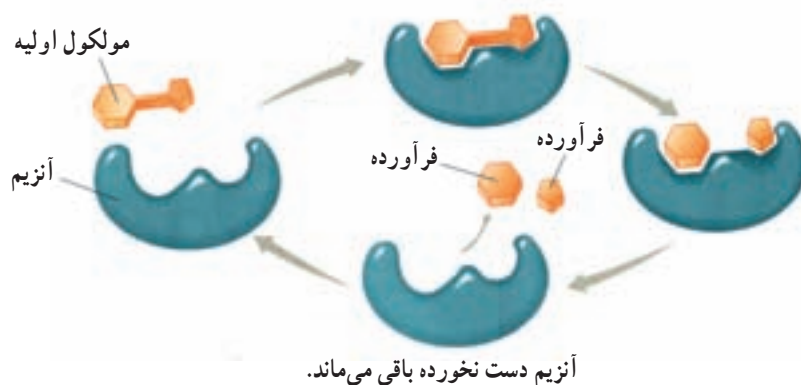 مولکول اولیه
آنزیم
فرآورده
فرآورده
آنزیم دست نخورده باقی می‌ماند.